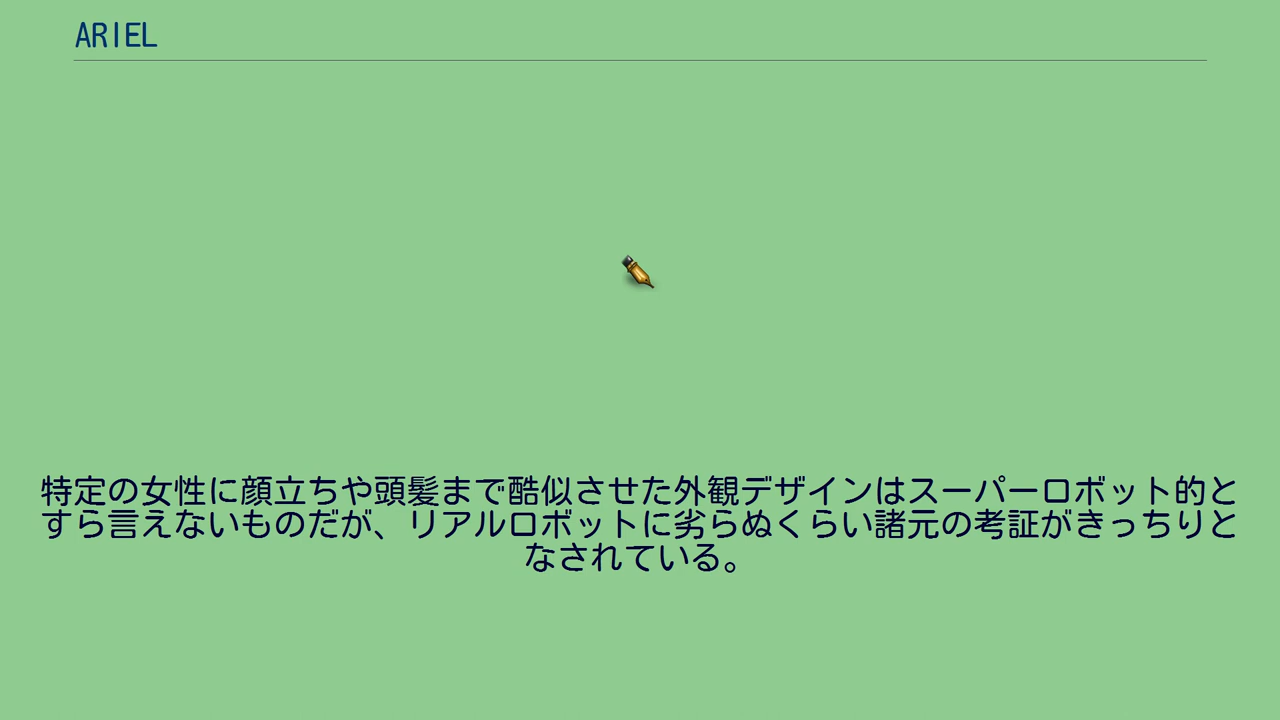 ARIEL
特定の女性に顔立ちや頭髪まで酷似させた外観デザインはスーパーロボット的と
すら言えないものだが、リアルロボットに劣らぬくらい諸元の考証がきっちりと
なされている。